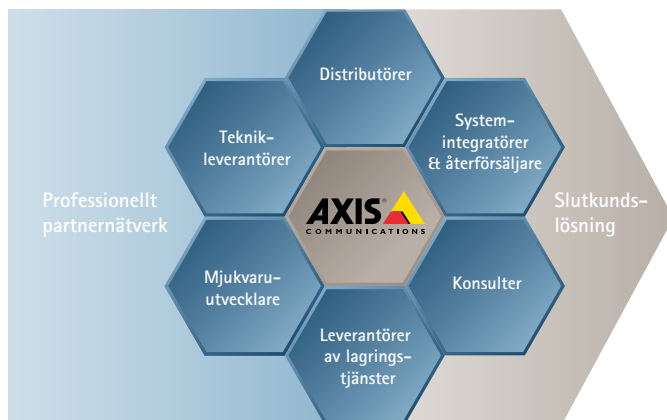 Distributörer
Teknik-
leverantörer
System-
integratörer
& återförsäljare
Professionellt
partnernätverk
AXIS
COMMUNICATIONS
Slutkunds-
lösning
Mjukvaru-
utvecklare
Konsulter
Leverantörer
av lagrings-
tjänster